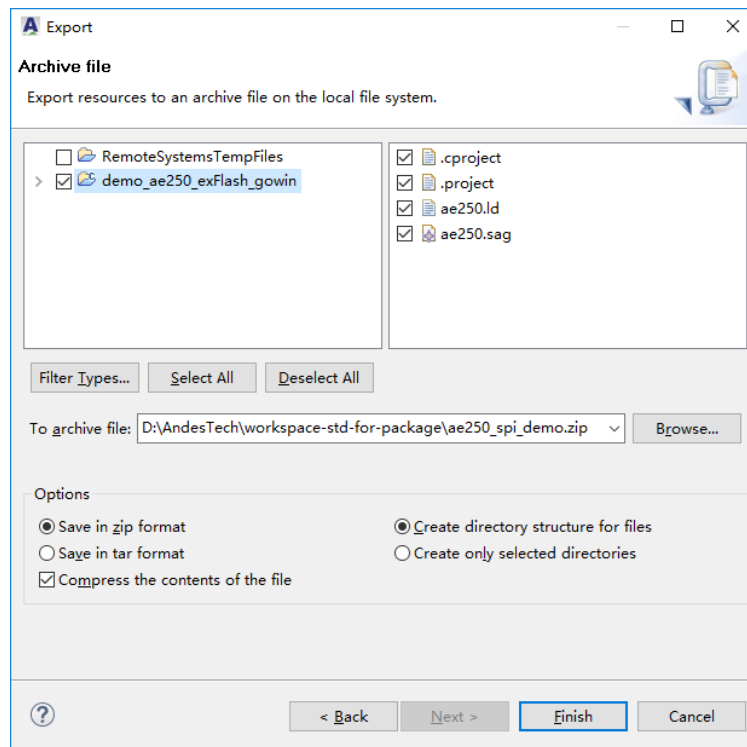 Export
Archive file
Export resources to an archive file on the local file system.
RemoteSystemsTempFiles
demo_ae250_exFlash_gowin
.cproject
.project
ae250.ld
ae250.sag
Filter Types...
Select All
Deselect All
To archive file:
D:\AndesTech\workspace-std-for-package\ae250_spi_demo.zip
Browse...
Options
Save in zip format
Create directory structure for files
Save in tar format
Create only selected directories
Compress the contents of the file
?
< Back
Next >
Finish
Cancel